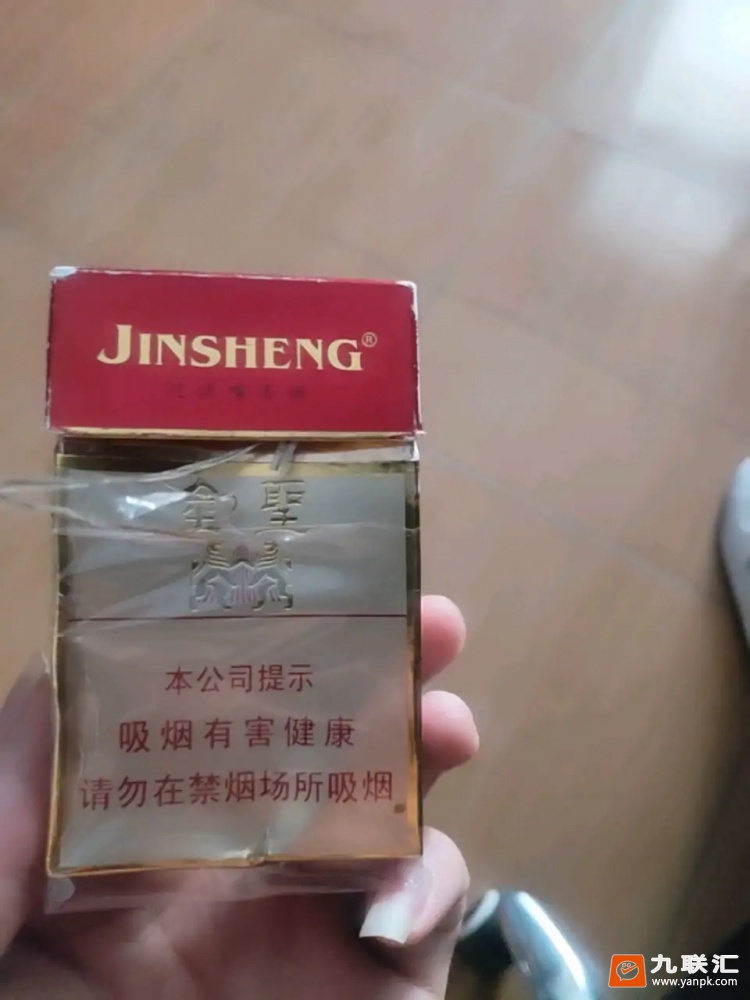 JINSHENG®
金聖
本公司提示
吸烟有害健康
请勿在禁烟场所吸烟
九联汇
www.yanpk.com